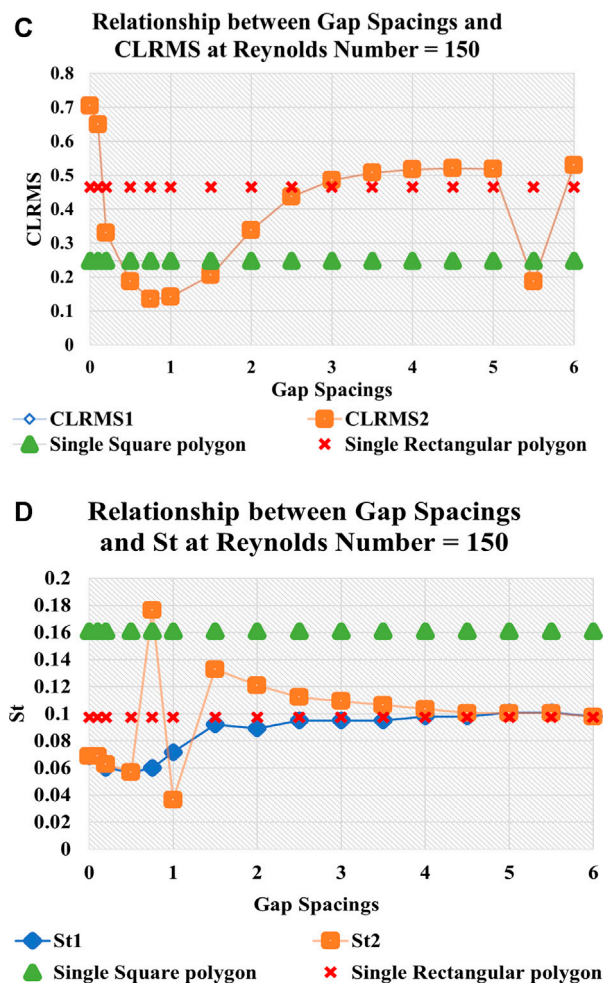 C
Relationship between Gap Spacings and
CLRMS at Reynolds Number = 150
0.8
0.7
0.6
0.5
0.4
0.3
0.2
0.1
0
CLRMS
0 1 2 3 4 5 6
Gap Spacings
CLRMS1 CLRMS2
Single Square polygon Single Rectangular polygon
D
Relationship between Gap Spacings
and St at Reynolds Number = 150
0.2
0.18
0.16
0.14
0.12
0.1
0.08
0.06
0.04
0.02
0
St
0 1 2 3 4 5 6
Gap Spacings
St1 St2
Single Square polygon Single Rectangular polygon